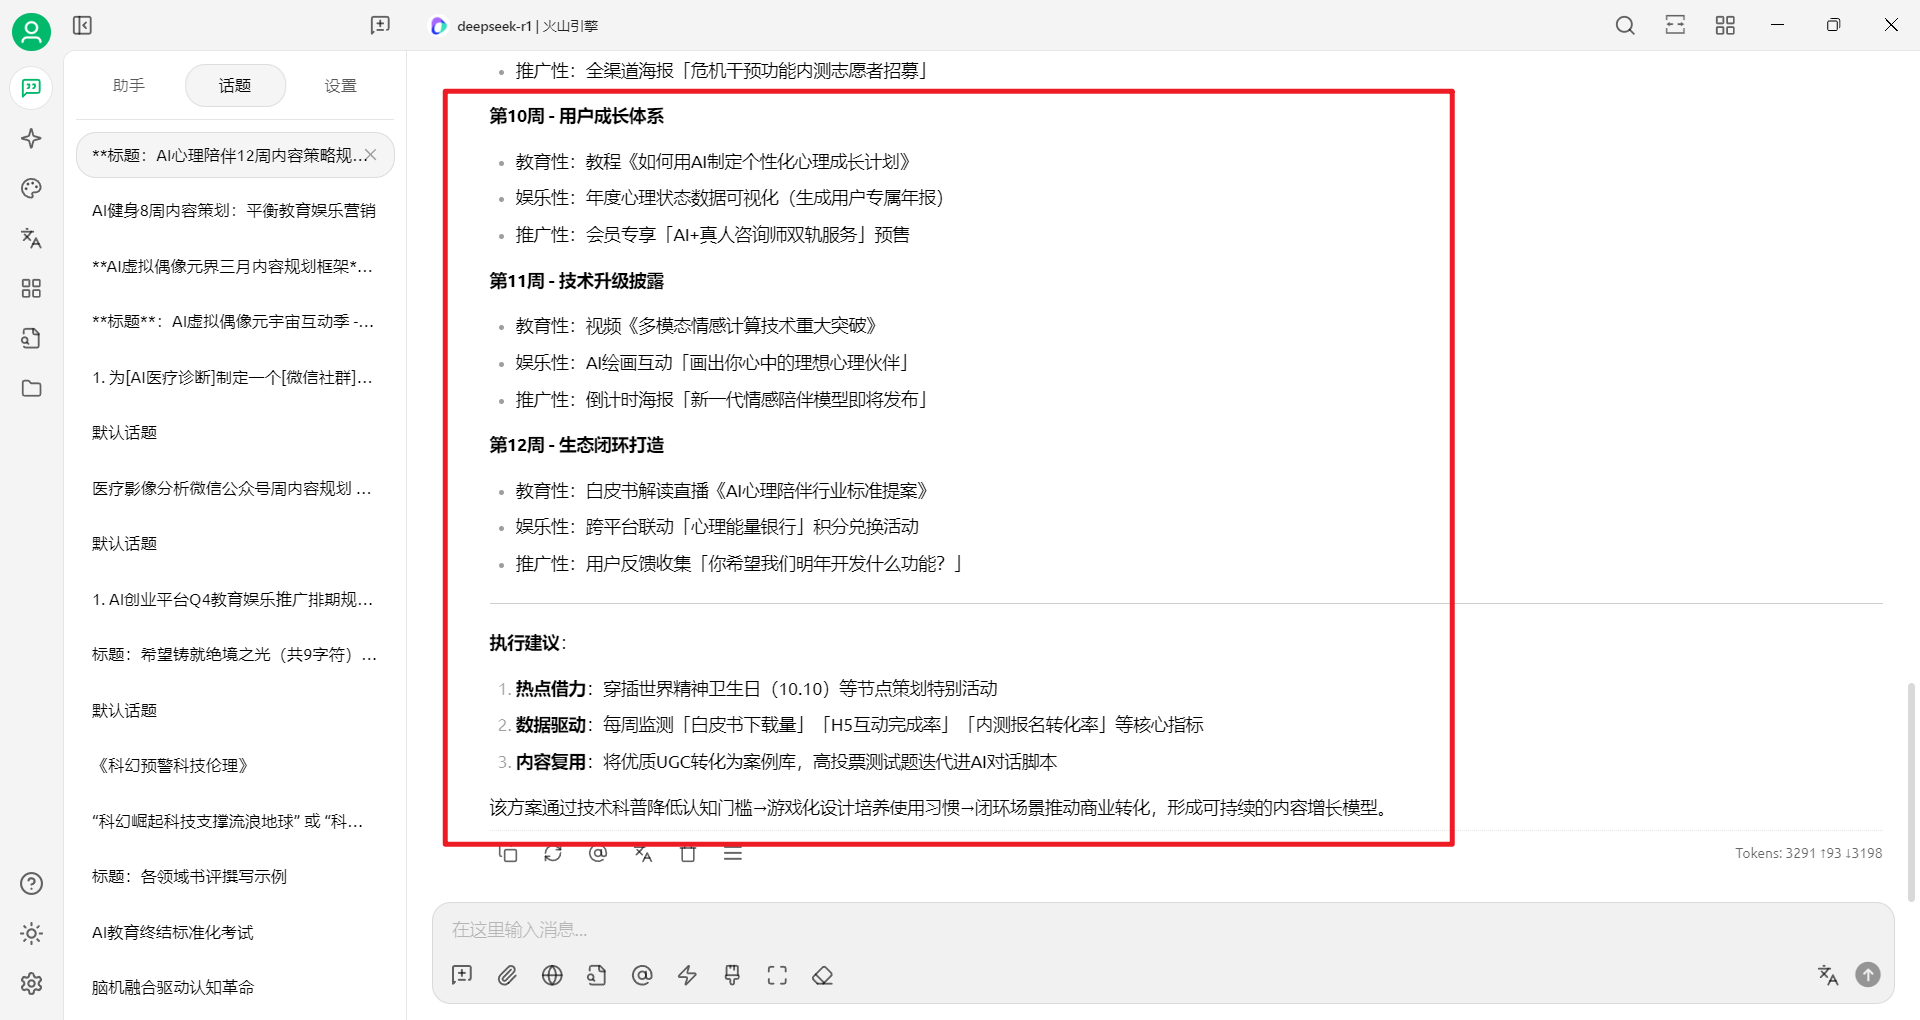 deepseek-r1 | 火山引擎
助手
话题
设置
**标题：AI心理陪伴12周内容策略规...
AI健身8周内容策划：平衡教育娱乐营销
**AI虚拟偶像元界三月内容规划框架*...
**标题**：AI虚拟偶像元宇宙互动季 -...
1. 为[AI医疗诊断]制定一个[微信社群]...
默认话题
医疗影像分析微信公众号周内容规划 ...
默认话题
1. AI创业平台Q4教育娱乐推广排期规...
标题：希望铸就绝境之光（共9字符）...
默认话题
《科幻预警科技伦理》
“科幻崛起科技支撑流浪地球” 或 “科...
标题：各领域书评撰写示例
AI教育终结标准化考试
脑机融合驱动认知革命
• 推广性：全渠道海报「危机干预功能内测志愿者招募」
第10周 - 用户成长体系
• 教育性：教程《如何用AI制定个性化心理成长计划》
• 娱乐性：年度心理状态数据可视化（生成用户专属年报）
• 推广性：会员专享「AI+真人咨询师双轨服务」预售
第11周 - 技术升级披露
• 教育性：视频《多模态情感计算技术重大突破》
• 娱乐性：AI绘画互动「画出你心中的理想心理伙伴」
• 推广性：倒计时海报「新一代情感陪伴模型即将发布」
第12周 - 生态闭环打造
• 教育性：白皮书解读直播《AI心理陪伴行业标准提案》
• 娱乐性：跨平台联动「心理能量银行」积分兑换活动
• 推广性：用户反馈收集「你希望我们明年开发什么功能？」
执行建议：
1. 热点借力：穿插世界精神卫生日（10.10）等节点策划特别活动
2. 数据驱动：每周监测「白皮书下载量」「H5互动完成率」「内测报名转化率」等核心指标
3. 内容复用：将优质UGC转化为案例库，高投票测试题迭代进AI对话脚本
该方案通过技术科普降低认知门槛→游戏化设计培养使用习惯→闭环场景推动商业转化，形成可持续的内容增长模型。
Tokens: 3291 ↑93 ↓3198
在这里输入消息...